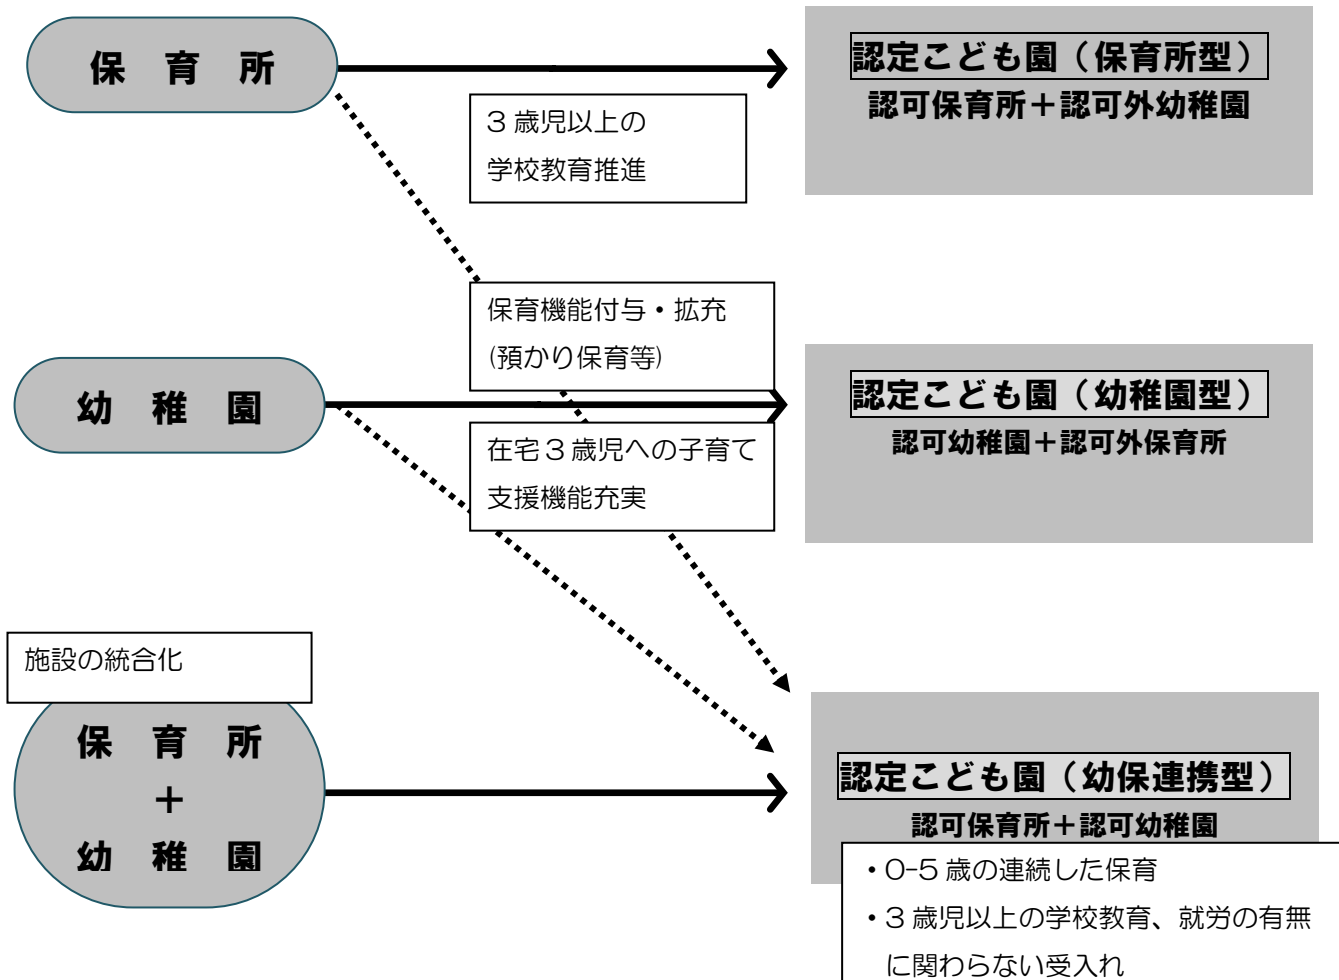 保 育 所
認定こども園（保育所型）
認可保育所＋認可外幼稚園
3 歳児以上の
学校教育推進
保育機能付与・拡充
(預かり保育等)
幼 稚 園
認定こども園（幼稚園型）
認可幼稚園＋認可外保育所
在宅 3 歳児への子育て
支援機能充実
施設の統合化
保 育 所
＋
幼 稚 園
認定こども園（幼保連携型）
認可保育所＋認可幼稚園
・0-5 歳の連続した保育
・3 歳児以上の学校教育、就労の有無
に関わらない受入れ